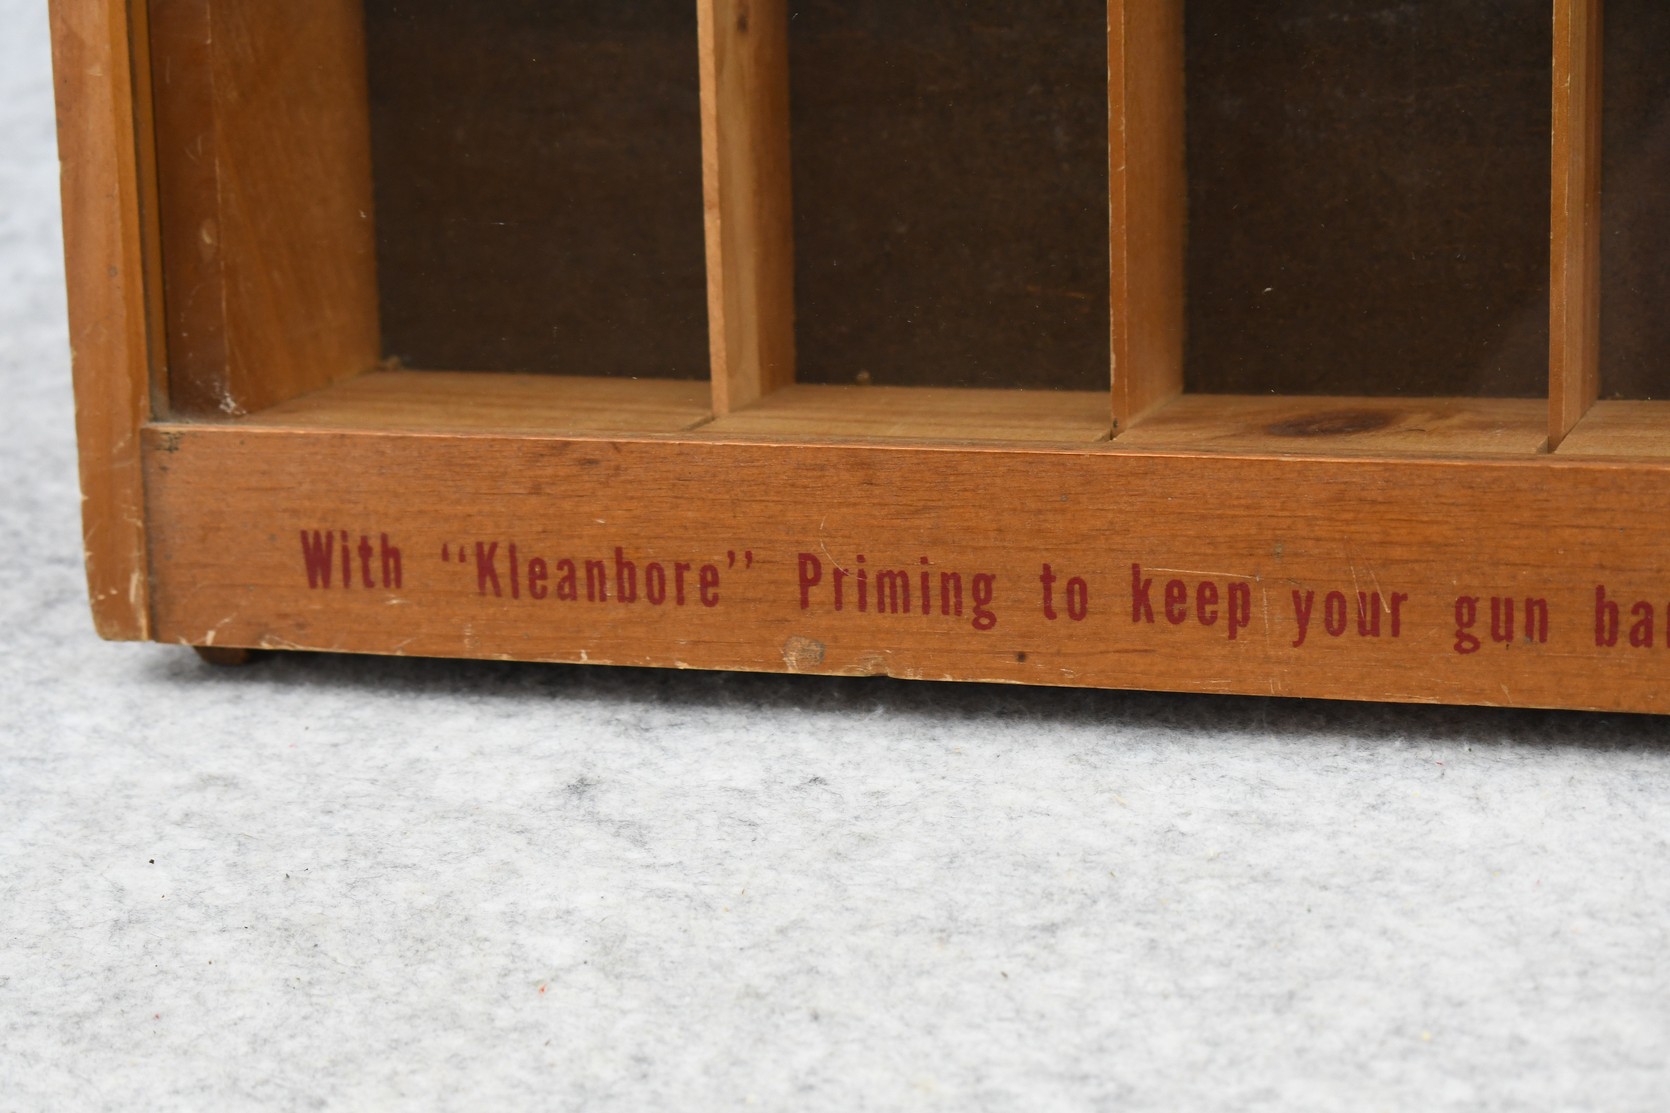 With “Kleanbore” Priming to keep your gun